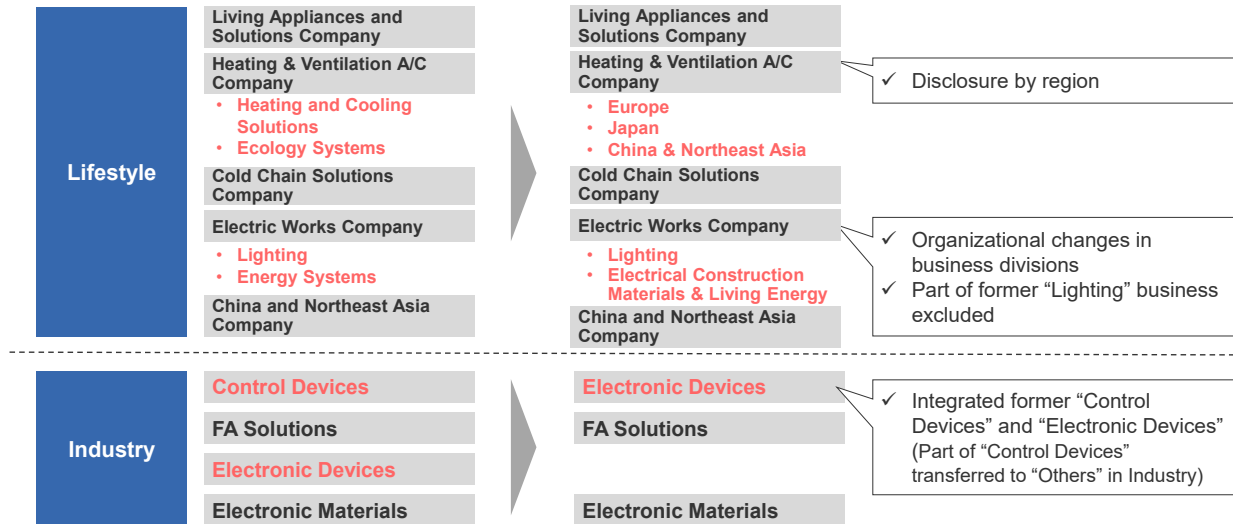 Lifestyle
Living Appliances and
Solutions Company
Heating & Ventilation A/C
Company
• Heating and Cooling
Solutions
• Ecology Systems
Cold Chain Solutions
Company
Electric Works Company
• Lighting
• Energy Systems
China and Northeast Asia
Company
Living Appliances and
Solutions Company
Heating & Ventilation A/C
Company
• Europe
• Japan
• China & Northeast Asia
Cold Chain Solutions
Company
Electric Works Company
• Lighting
• Electrical Construction
Materials & Living Energy
China and Northeast Asia
Company
✓ Disclosure by region
✓ Organizational changes in
business divisions
✓ Part of former “Lighting” business
excluded
Industry
Control Devices
FA Solutions
Electronic Devices
Electronic Materials
Electronic Devices
FA Solutions
Electronic Materials
✓ Integrated former “Control
Devices” and “Electronic Devices”
(Part of “Control Devices”
transferred to “Others” in Industry)